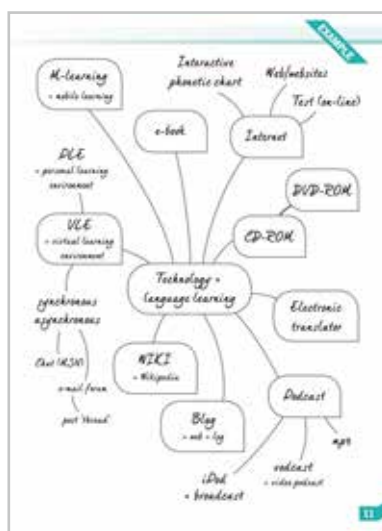 EXAMPLE
Interactive
phonetic chart
Web/websites
Test (on-line)
M-learning
= mobile learning
e-book
Internet
DLE
= personal learning
environment
DVD-ROM
CD-ROM
VLE
= virtual learning
environment
Technology +
language learning
synchronous
asynchronous
Electronic
translator
Chat (MSN)
e-mail forum
post "thread"
WIKI
= Wikipedia
Podcast
Blog
= web + log
mp3
iPod
+ broadcast
vodcast
= video podcast
11